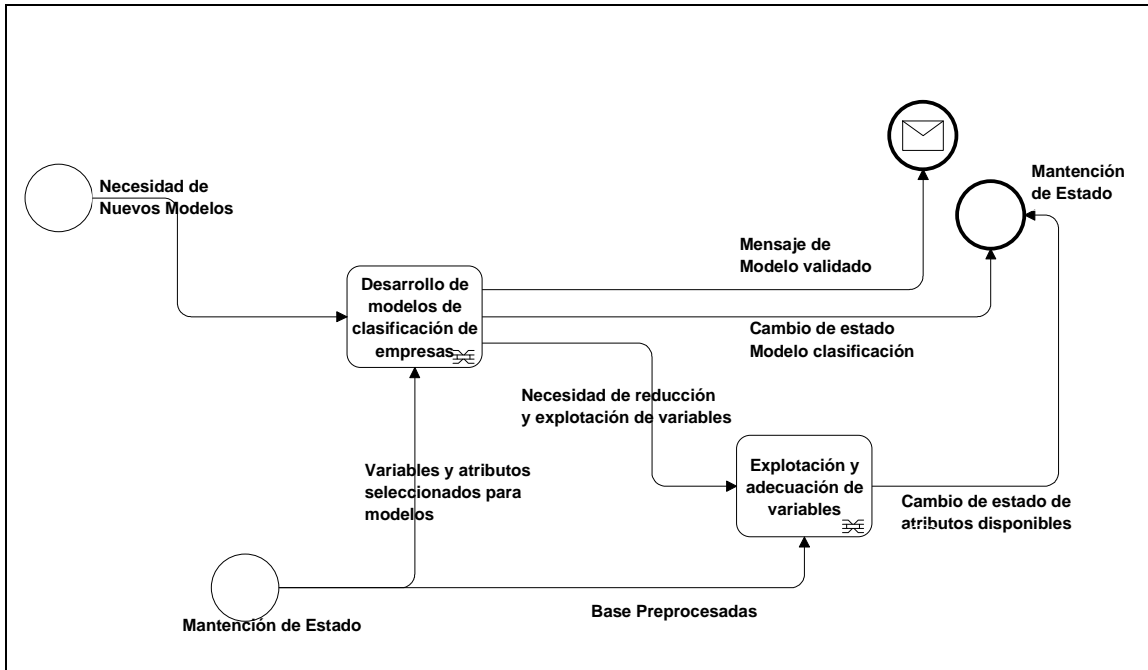 Necesidad de
Nuevos Modelos
Mantención
de Estado
Mensaje de
Modelo validado
Desarrollo de
modelos de
clasificación de
empresas
Cambio de estado
Modelo clasificación
Necesidad de reducción
y explotación de variables
Variables y atributos
seleccionados para
modelos
Explotación y
adecuación de
variables
Cambio de estado de
atributos disponibles
Base Preprocesadas
Mantención de Estado